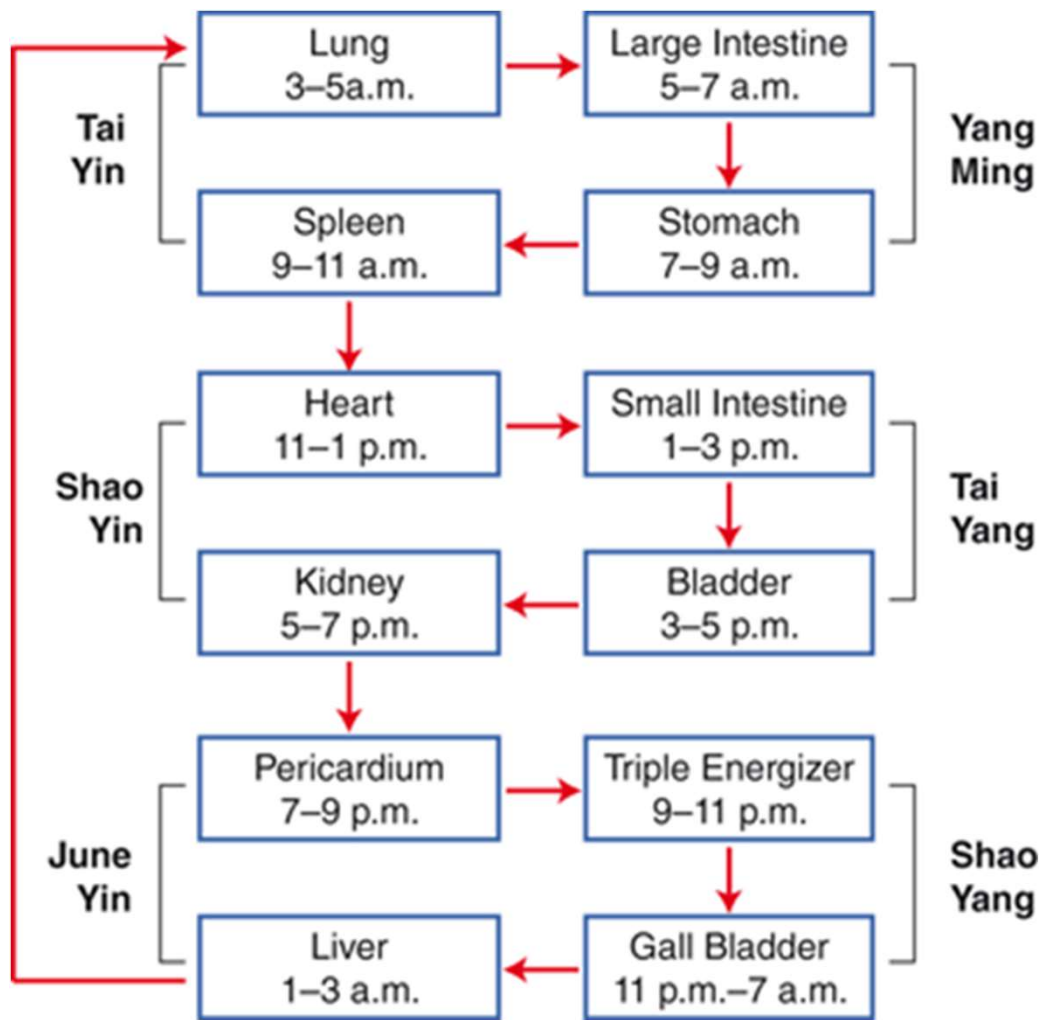 Lung
3–5a.m.
Large Intestine
5–7 a.m.
Tai
Yin
Yang
Ming
Spleen
9–11 a.m.
Stomach
7–9 a.m.
Heart
11–1 p.m.
Small Intestine
1–3 p.m.
Shao
Yin
Tai
Yang
Kidney
5–7 p.m.
Bladder
3–5 p.m.
Pericardium
7–9 p.m.
Triple Energizer
9–11 p.m.
June
Yin
Shao
Yang
Liver
1–3 a.m.
Gall Bladder
11 p.m.–7 a.m.